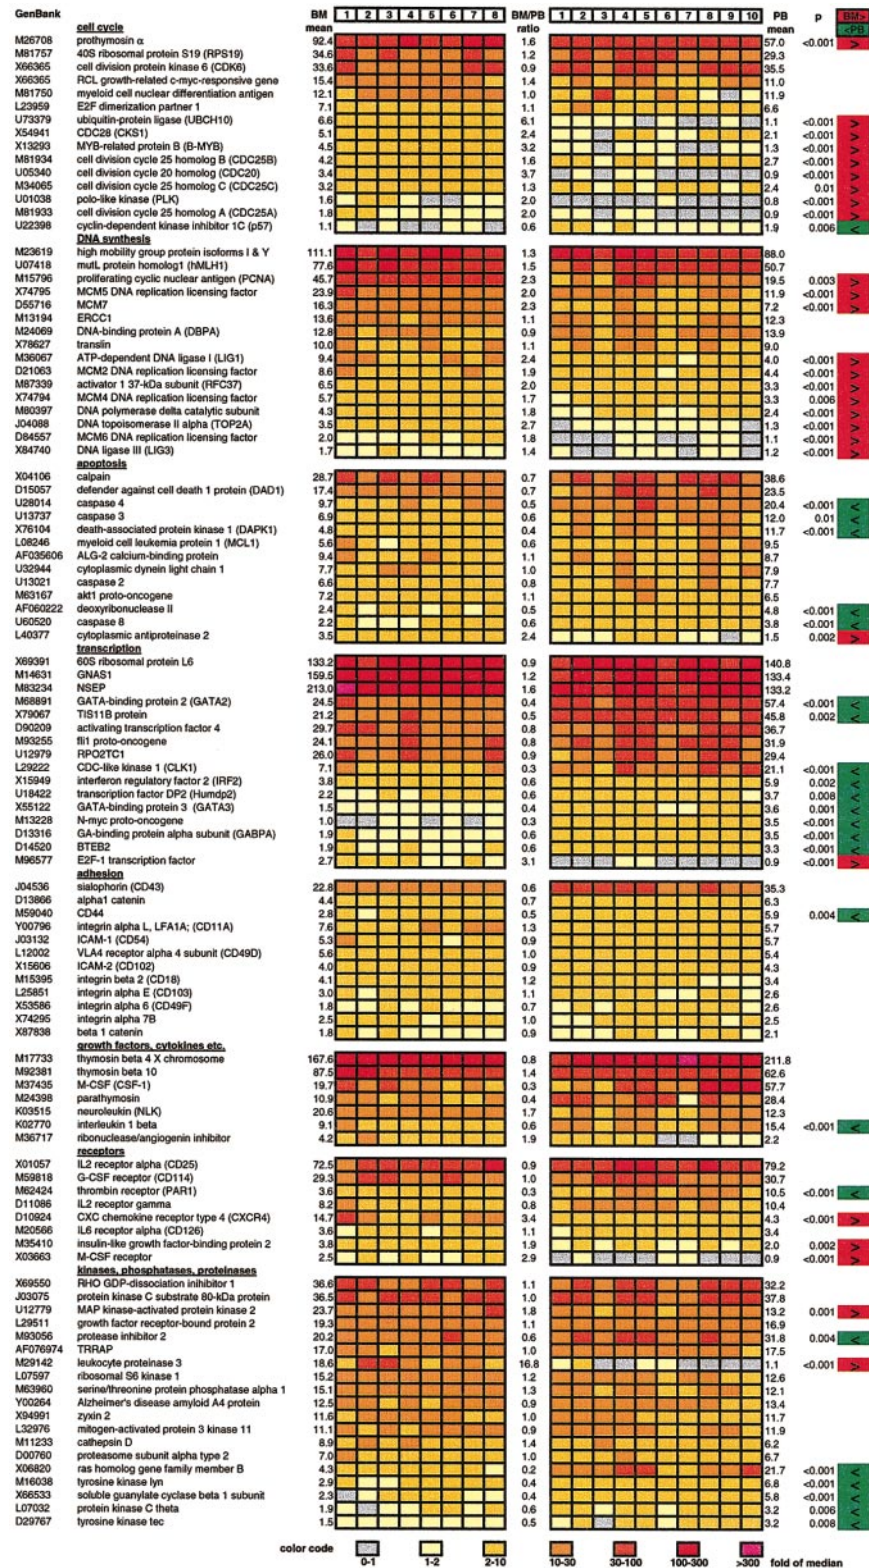 GenBank BM 1 2 3 4 5 6 7 8 BM/PB 1 2 3 4 5 6 7 8 9 10 PB p BM>
cell cycle mean ratio mean <PB
M26708 prothymosin α 92.4 1.6 57.0 <0.001 >
M81757 40S ribosomal protein S19 (RPS19) 34.6 1.2 29.3
X66365 cell division protein kinase 6 (CDK6) 33.6 0.9 35.5
X66365 RCL growth-related c-myc-responsive gene 15.4 1.4 11.0
M81750 myeloid cell nuclear differentiation antigen 12.1 1.0 11.9
L23959 E2F dimerization partner 1 7.1 1.1 6.6
U73379 ubiquitin-protein ligase (UBCH10) 6.6 6.1 1.1 <0.001 >
X54941 CDC28 (CKS1) 5.1 2.4 2.1 <0.001 >
X13293 MYB-related protein B (B-MYB) 4.5 3.2 1.3 <0.001 >
M81934 cell division cycle 25 homolog B (CDC25B) 4.2 1.6 2.7 <0.001 >
U05340 cell division cycle 20 homolog (CDC20) 3.4 3.7 0.9 <0.001 >
M34065 cell division cycle 25 homolog C (CDC25C) 3.2 1.3 2.4 0.01 >
U01038 polo-like kinase (PLK) 1.6 2.0 0.8 <0.001 >
M81933 cell division cycle 25 homolog A (CDC25A) 1.8 2.0 0.9 <0.001 >
U22398 cyclin-dependent kinase inhibitor 1C (p57) 1.1 0.6 1.9 0.006 <
DNA synthesis
M23619 high mobility group protein isoforms I & Y 111.1 1.3 88.0
U07418 mutL protein homolog1 (hMLH1) 77.6 1.5 50.7
M15796 proliferating cyclic nuclear antigen (PCNA) 45.7 2.3 19.5 0.003 >
X74795 MCM5 DNA replication licensing factor 23.9 2.0 11.9 <0.001 >
D55716 MCM7 16.3 2.3 7.2 <0.001 >
M13194 ERCC1 13.6 1.1 12.3
M24069 DNA-binding protein A (DBPA) 12.8 0.9 13.9
X78627 translin 10.0 1.1 9.0
M36067 ATP-dependent DNA ligase I (LIG1) 9.4 2.4 4.0 <0.001 >
D21063 MCM2 DNA replication licensing factor 8.6 1.9 4.4 <0.001 >
M87339 activator 1 37-kDa subunit (RFC37) 6.5 2.0 3.3 <0.001 >
X74794 MCM4 DNA replication licensing factor 5.7 1.7 3.3 0.006 >
M80397 DNA polymerase delta catalytic subunit 4.3 1.8 2.4 <0.001 >
J04088 DNA topoisomerase II alpha (TOP2A) 3.5 2.7 1.3 <0.001 >
D84557 MCM6 DNA replication licensing factor 2.0 1.8 1.1 <0.001 >
X84740 DNA ligase III (LIG3) 1.7 1.4 1.2 <0.001 >
apoptosis
X04106 calpain 28.7 0.7 38.6
D15057 defender against cell death 1 protein (DAD1) 17.4 0.7 23.5
U28014 caspase 4 9.7 0.5 20.4 <0.001 <
U13737 caspase 3 6.9 0.6 12.0 0.01 <
X76104 death-associated protein kinase 1 (DAPK1) 4.8 0.4 11.7 <0.001 <
L08246 myeloid cell leukemia protein 1 (MCL1) 5.6 0.6 9.5
AF035606 ALG-2 calcium-binding protein 9.4 1.1 8.7
U32944 cytoplasmic dynein light chain 1 7.7 1.0 7.9
U13021 caspase 2 6.6 0.8 7.7
M63167 akt1 proto-oncogene 7.2 1.1 6.5
AF060222 deoxyribonuclease II 2.4 0.5 4.8 <0.001 <
U60520 caspase 8 2.2 0.6 3.8 <0.001 <
L40377 cytoplasmic antiproteinase 2 3.5 2.4 1.5 0.002 >
transcription
X69391 60S ribosomal protein L6 133.2 0.9 140.8
M14631 GNAS1 159.5 1.2 133.4
M83234 NSEP 213.0 1.6 133.2
M68891 GATA-binding protein 2 (GATA2) 24.5 0.4 57.4 <0.001 <
X79067 TIS11B protein 21.2 0.5 45.8 0.002 <
D90209 activating transcription factor 4 29.7 0.8 36.7
M93255 fli1 proto-oncogene 24.1 0.8 31.9
U12979 RPO2TC1 26.0 0.9 29.4
L29222 CDC-like kinase 1 (CLK1) 7.1 0.3 21.1 <0.001 <
X15949 interferon regulatory factor 2 (IRF2) 3.8 0.6 5.9 0.002 <
U18422 transcription factor DP2 (Humdp2) 2.2 0.6 3.7 0.008 <
X55122 GATA-binding protein 3 (GATA3) 1.5 0.4 3.6 0.001 <
M13228 N-myc proto-oncogene 1.0 0.3 3.5 <0.001 <
D13316 GA-binding protein alpha subunit (GABPA) 1.9 0.6 3.5 <0.001 <
D14520 BTEB2 1.9 0.6 3.3 <0.001 <
M96577 E2F-1 transcription factor 2.7 3.1 0.9 <0.001 >
adhesion
J04536 sialophorin (CD43) 22.8 0.6 35.3
D13866 alpha1 catenin 4.4 0.7 6.3
M59040 CD44 2.8 0.5 5.9 0.004 <
Y00796 integrin alpha L, LFA1A; (CD11A) 7.6 1.3 5.7
J03132 ICAM-1 (CD54) 5.3 0.9 5.7
L12002 VLA4 receptor alpha 4 subunit (CD49D) 5.6 1.0 5.4
X15606 ICAM-2 (CD102) 4.0 0.9 4.3
M15395 integrin beta 2 (CD18) 4.1 1.2 3.4
L25851 integrin alpha E (CD103) 3.0 1.1 2.6
X53586 integrin alpha 6 (CD49F) 1.8 0.7 2.6
X74295 integrin alpha 7B 2.5 1.0 2.5
X87838 beta 1 catenin 1.8 0.9 2.1
growth factors, cytokines etc.
M17733 thymosin beta 4 X chromosome 167.6 0.8 211.8
M92381 thymosin beta 10 87.5 1.4 62.6
M37435 M-CSF (CSF-1) 19.7 0.3 57.7
M24398 parathymosin 10.9 0.4 28.4
K03515 neuroleukin (NLK) 20.6 1.7 12.3
K02770 interleukin 1 beta 9.1 0.6 15.4 <0.001 <
M36717 ribonuclease/angiogenin inhibitor 4.2 1.9 2.2
receptors
X01057 IL2 receptor alpha (CD25) 72.5 0.9 79.2
M59818 G-CSF receptor (CD114) 29.3 1.0 30.7
M62424 thrombin receptor (PAR1) 3.6 0.3 10.5 <0.001 <
D11086 IL2 receptor gamma 8.2 0.8 10.4
D10924 CXC chemokine receptor type 4 (CXCR4) 14.7 3.4 4.3 <0.001 >
M20566 IL6 receptor alpha (CD126) 3.6 1.1 3.4
M35410 insulin-like growth factor-binding protein 2 3.8 1.9 2.0 0.002 >
X03663 M-CSF receptor 2.5 2.9 0.9 <0.001 >
kinases, phosphatases, proteinases
X69550 RHO GDP-dissociation inihibitor 1 36.6 1.1 32.2
J03075 protein kinase C substrate 80-kDa protein 36.5 1.0 37.8
U12779 MAP kinase-activated protein kinase 2 23.7 1.8 13.2 0.001 >
L29511 growth factor receptor-bound protein 2 19.3 1.1 16.9
M93056 protease inhibitor 2 20.2 0.6 31.8 0.004 <
AF076974 TRRAP 17.0 1.0 17.5
M29142 leukocyte proteinase 3 18.6 16.8 1.1 <0.001 >
L07597 ribosomal S6 kinase 1 15.2 1.2 12.6
M63960 serine/threonine protein phosphatase alpha 1 15.1 1.3 12.1
Y00264 Alzheimer's disease amyloid A4 protein 12.5 0.9 13.4
X94991 zyxin 2 11.6 1.0 11.7
L32976 mitogen-activated protein 3 kinase 11 11.1 0.9 11.9
M11233 cathepsin D 8.9 1.4 6.2
D00760 proteasome subunit alpha type 2 7.0 1.0 6.7
X06820 ras homolog gene family member B 4.3 0.2 21.7 <0.001 <
M16038 tyrosine kinase lyn 2.9 0.4 6.8 <0.001 <
X66533 soluble guanylate cyclase beta 1 subunit 2.3 0.4 5.8 <0.001 <
L07032 protein kinase C theta 1.9 0.6 3.2 0.006 <
D29767 tyrosine kinase tec 1.5 0.5 3.2 0.008 <
color code 0-1 1-2 2-10 10-30 30-100 100-300 >300 fold of median